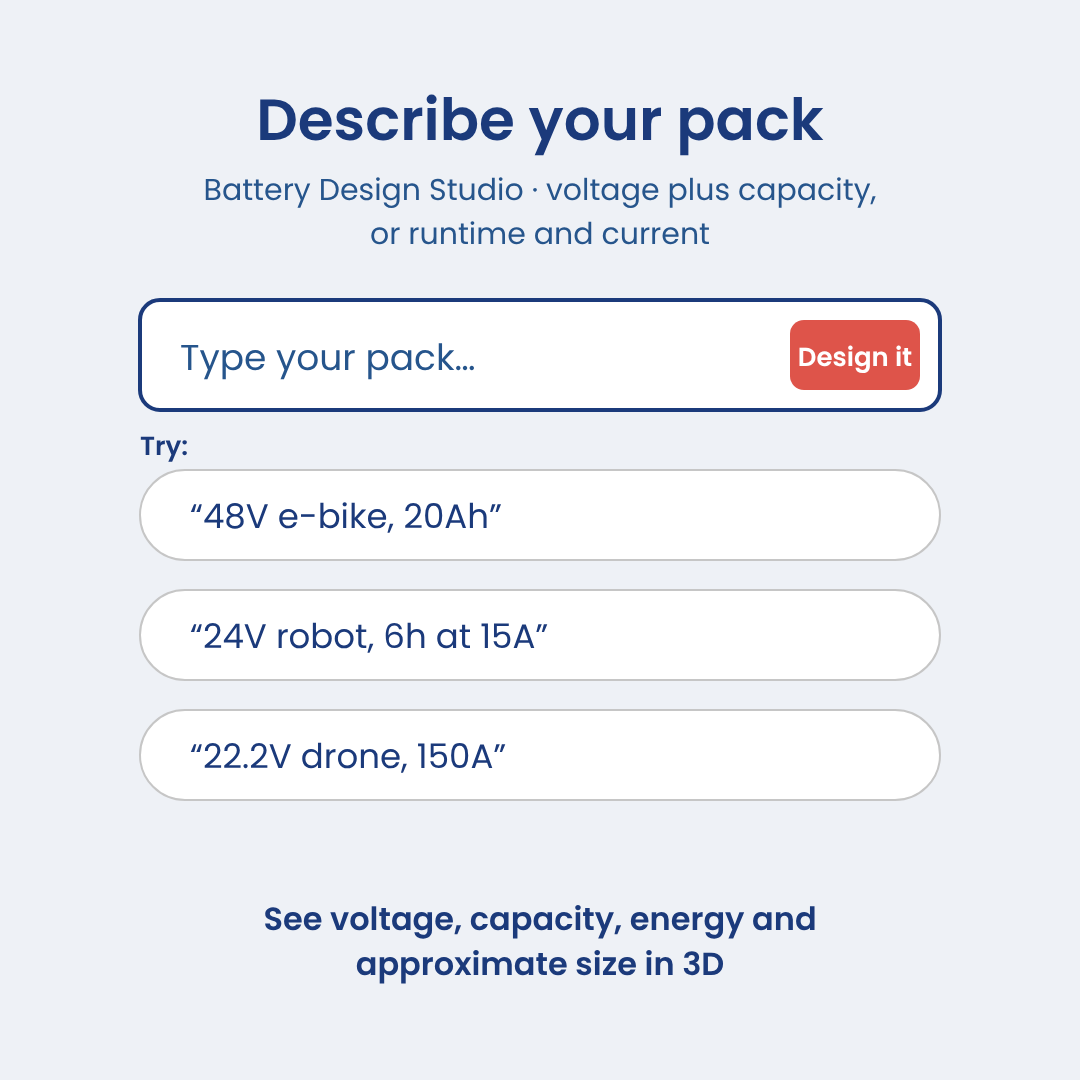 Describe your pack
Battery Design Studio · voltage plus capacity,
or runtime and current
Type your pack...
Design it
Try:
“48V e-bike, 20Ah”
“24V robot, 6h at 15A”
“22.2V drone, 150A”
See voltage, capacity, energy and
approximate size in 3D